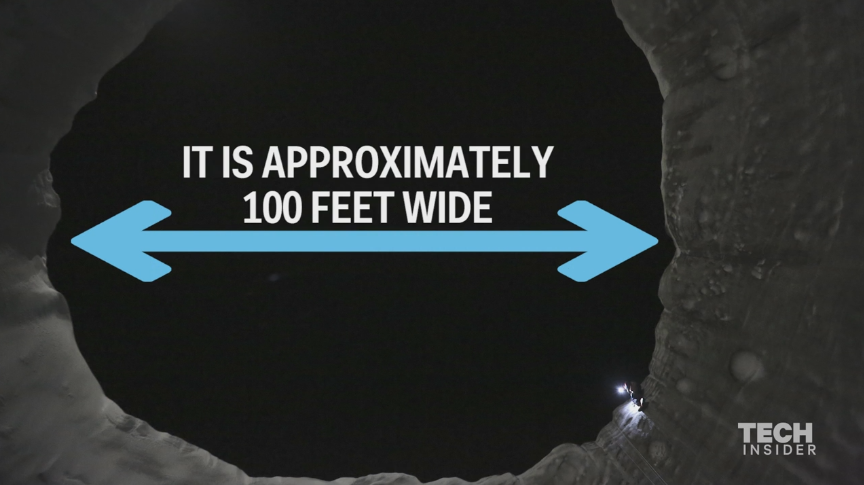 IT IS APPROXIMATELY
100 FEET WIDE
TECH
INSIDER